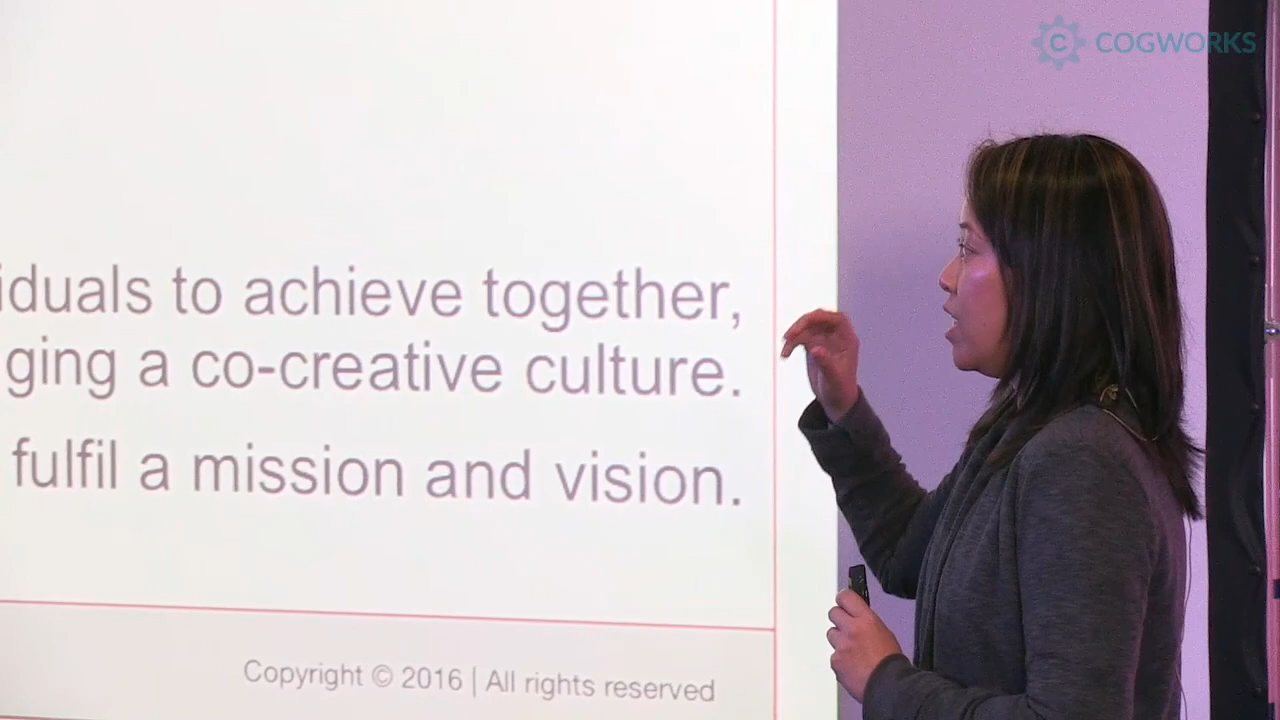 COGWORKS
iduals to achieve together,
ging a co-creative culture.
fulfil a mission and vision.
Copyright © 2016 | All rights reserved